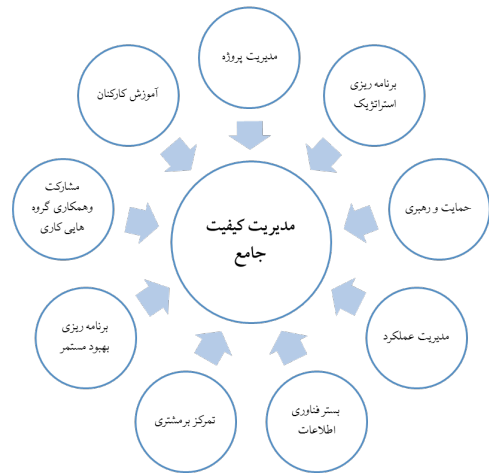 مدیریت پروژه
برنامه ریزی
استراتژیک
حمایت و رهبری
مدیریت عملکرد
بستر فناوری
اطلاعات
تمرکز برمشتری
برنامه ریزی
بهبود مستمر
مشارکت
وهمکاری گروه
هایی کاری
آموزش کارکنان
مدیریت کیفیت
جامع